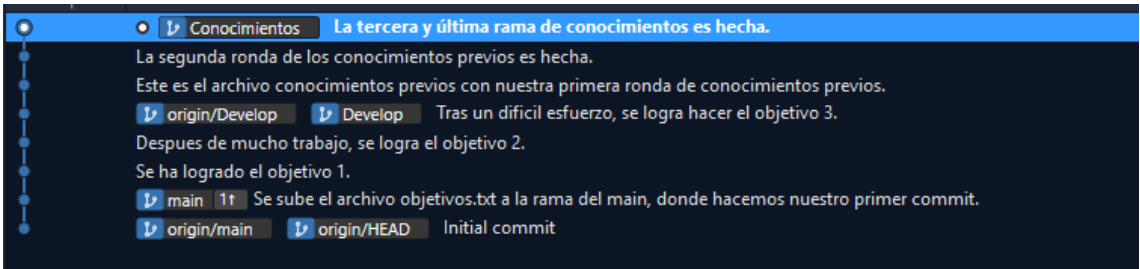 Conocimientos La tercera y última rama de conocimientos es hecha.
La segunda ronda de los conocimientos previos es hecha.
Este es el archivo conocimientos previos con nuestra primera ronda de conocimientos previos.
origin/Develop Develop Tras un dificil esfuerzo, se logra hacer el objetivo 3.
Despues de mucho trabajo, se logra el objetivo 2.
Se ha logrado el objetivo 1.
main 1↑ Se sube el archivo objetivos.txt a la rama del main, donde hacemos nuestro primer commit.
origin/main origin/HEAD Initial commit